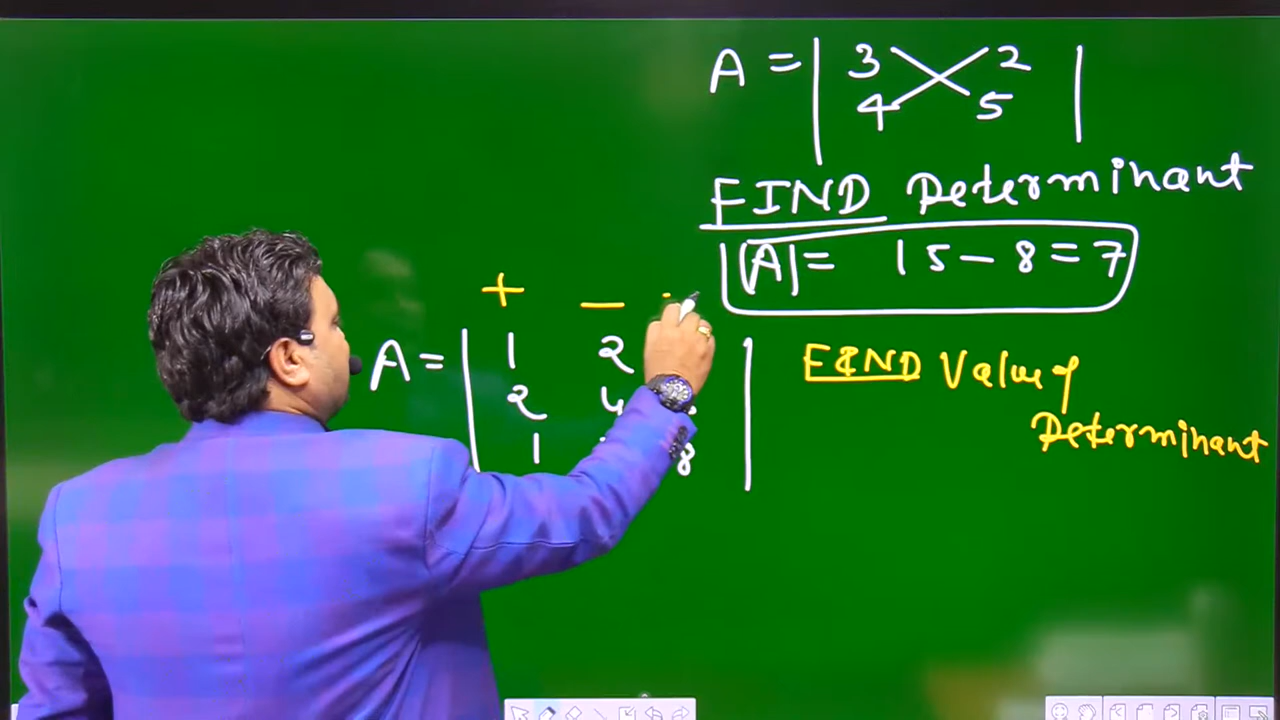 A = | 3 2 |
4 5
FIND Determinant
|A| = 15 - 8 = 7
+ -
A = | 1 2 |
2 4
1 8
FIND Value of
Determinant